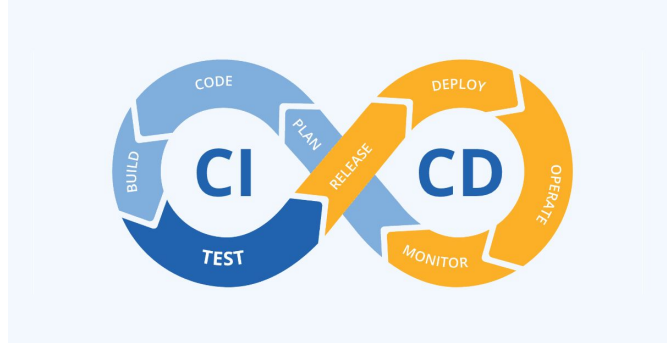 CODE
DEPLOY
PLAN
RELEASE
BUILD
CI
CD
OPERATE
TEST
MONITOR